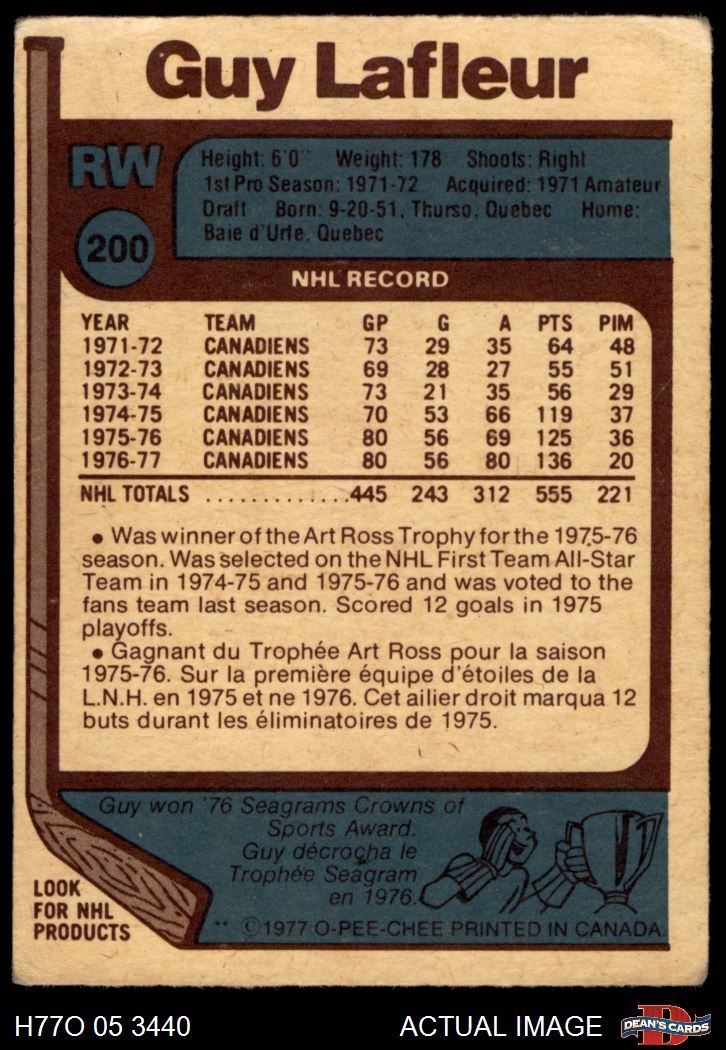 Guy Lafleur
RW
200
Height: 6'0" Weight: 178 Shoots: Right
1st Pro Season: 1971-72 Acquired: 1971 Amateur
Draft Born: 9-20-51, Thurso, Quebec Home:
Baie d'Urfe, Quebec
NHL RECORD
YEAR TEAM GP G A PTS PIM
1971-72 CANADIENS 73 29 35 64 48
1972-73 CANADIENS 69 28 27 55 51
1973-74 CANADIENS 73 21 35 56 29
1974-75 CANADIENS 70 53 66 119 37
1975-76 CANADIENS 80 56 69 125 36
1976-77 CANADIENS 80 56 80 136 20
NHL TOTALS .............445 243 312 555 221
• Was winner of the Art Ross Trophy for the 1975-76
season. Was selected on the NHL First Team All-Star
Team in 1974-75 and 1975-76 and was voted to the
fans team last season. Scored 12 goals in 1975
playoffs.
• Gagnant du Trophée Art Ross pour la saison
1975-76. Sur la première équipe d'étoiles de la
L.N.H. en 1975 et ne 1976. Cet ailier droit marqua 12
buts durant les éliminatoires de 1975.
Guy won '76 Seagrams Crowns of
Sports Award.
Guy décrocha le
Trophée Seagram
en 1976.
LOOK
FOR NHL
PRODUCTS
** ©1977 O-PEE-CHEE PRINTED IN CANADA
H77O 05 3440 ACTUAL IMAGE
D
DEAN'S CARDS